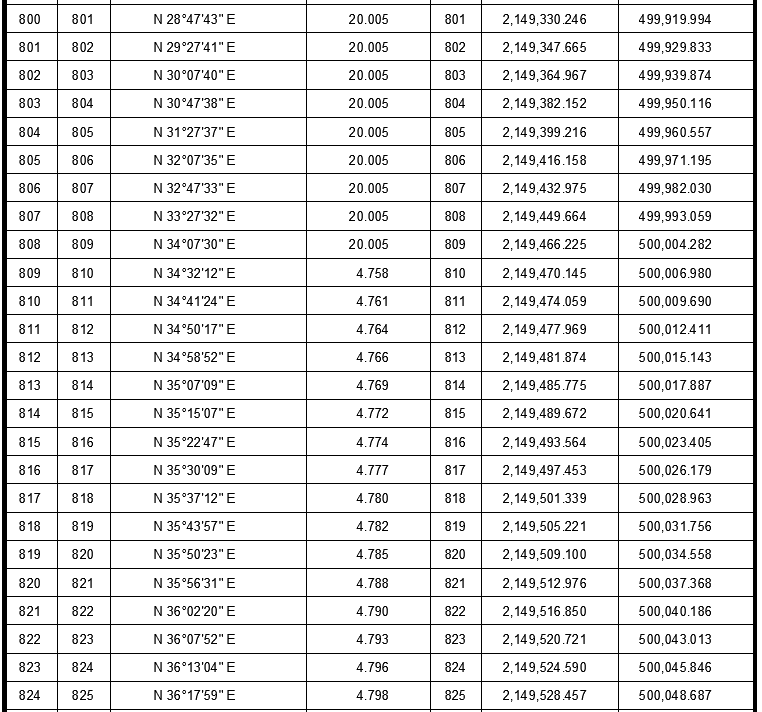 800 801 N 28°47'43" E 20.005 801 2,149,330.246 499,919.994
801 802 N 29°27'41" E 20.005 802 2,149,347.665 499,929.833
802 803 N 30°07'40" E 20.005 803 2,149,364.967 499,939.874
803 804 N 30°47'38" E 20.005 804 2,149,382.152 499,950.116
804 805 N 31°27'37" E 20.005 805 2,149,399.216 499,960.557
805 806 N 32°07'35" E 20.005 806 2,149,416.158 499,971.195
806 807 N 32°47'33" E 20.005 807 2,149,432.975 499,982.030
807 808 N 33°27'32" E 20.005 808 2,149,449.664 499,993.059
808 809 N 34°07'30" E 20.005 809 2,149,466.225 500,004.282
809 810 N 34°32'12" E 4.758 810 2,149,470.145 500,006.980
810 811 N 34°41'24" E 4.761 811 2,149,474.059 500,009.690
811 812 N 34°50'17" E 4.764 812 2,149,477.969 500,012.411
812 813 N 34°58'52" E 4.766 813 2,149,481.874 500,015.143
813 814 N 35°07'09" E 4.769 814 2,149,485.775 500,017.887
814 815 N 35°15'07" E 4.772 815 2,149,489.672 500,020.641
815 816 N 35°22'47" E 4.774 816 2,149,493.564 500,023.405
816 817 N 35°30'09" E 4.777 817 2,149,497.453 500,026.179
817 818 N 35°37'12" E 4.780 818 2,149,501.339 500,028.963
818 819 N 35°43'57" E 4.782 819 2,149,505.221 500,031.756
819 820 N 35°50'23" E 4.785 820 2,149,509.100 500,034.558
820 821 N 35°56'31" E 4.788 821 2,149,512.976 500,037.368
821 822 N 36°02'20" E 4.790 822 2,149,516.850 500,040.186
822 823 N 36°07'52" E 4.793 823 2,149,520.721 500,043.013
823 824 N 36°13'04" E 4.796 824 2,149,524.590 500,045.846
824 825 N 36°17'59" E 4.798 825 2,149,528.457 500,048.687